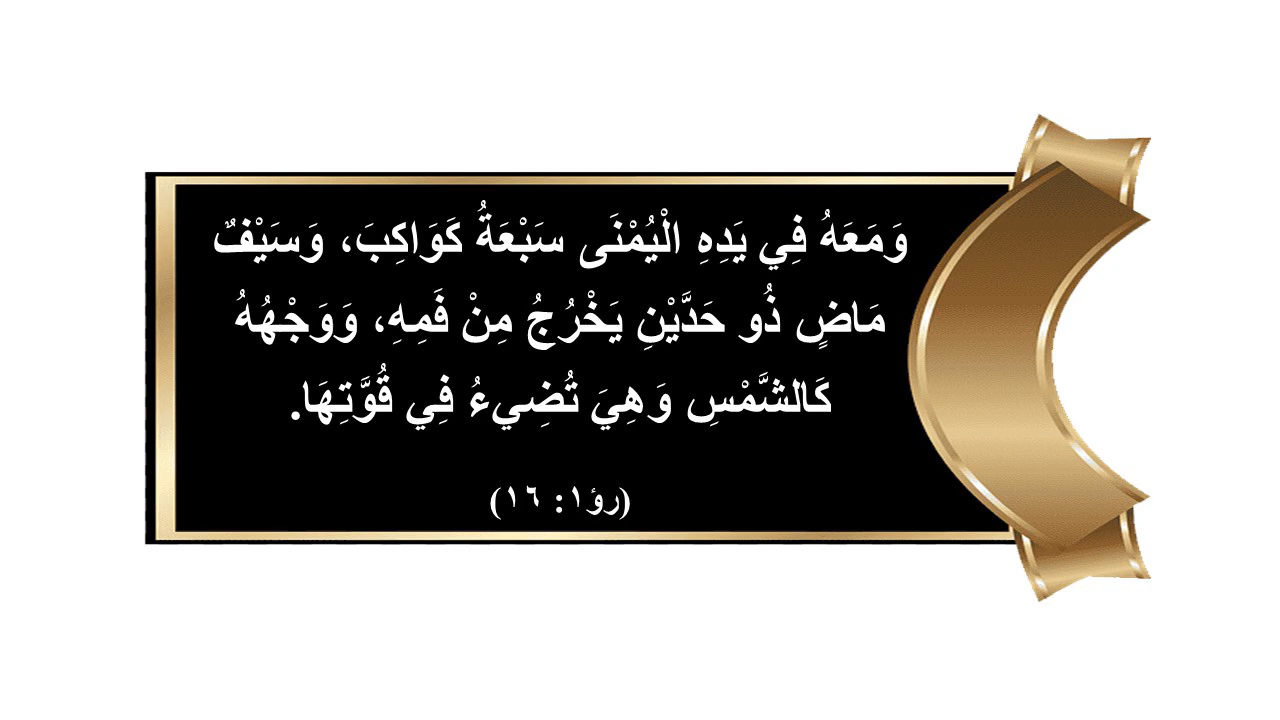 وَمَعَهُ فِي يَدِهِ الْيُمْنَى سَبْعَةُ كَوَاكِبَ، وَسَيْفٌ
مَاضٍ ذُو حَدَّيْنِ يَخْرُجُ مِنْ فَمِهِ، وَوَجْهُهُ
كَالشَّمْسِ وَهِيَ تُضِيءُ فِي قُوَّتِهَا.
(رؤ١: ١٦)